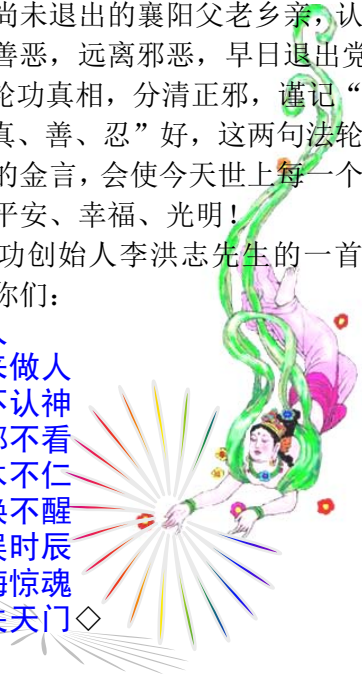 尚未退出的襄阳父老乡亲，认
善恶，远离邪恶，早日退出党
轮功真相，分清正邪，谨记“
真、善、忍”好，这两句法轮
的金言，会使今天世上每一个
平安、幸福、光明！
功创始人李洪志先生的一首
你们：
来做人
不认神
都不看
木不仁
唤不醒
误时辰
悔惊魂
天门◇